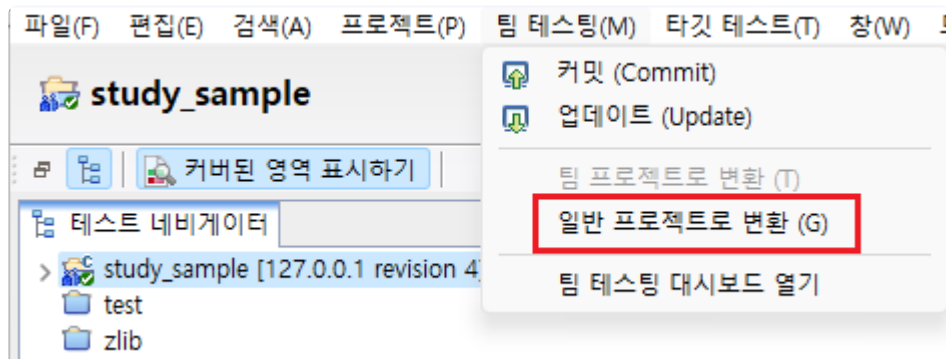 파일(F) 편집(E) 검색(A) 프로젝트(P) 팀 테스팅(M) 타깃 테스트(T) 창(W)
study_sample
커밋 (Commit)
업데이트 (Update)
커버된 영역 표시하기
팀 프로젝트로 변환 (T)
일반 프로젝트로 변환 (G)
테스트 네비게이터
study_sample [127.0.0.1 revision 4]
팀 테스팅 대시보드 열기
test
zlib